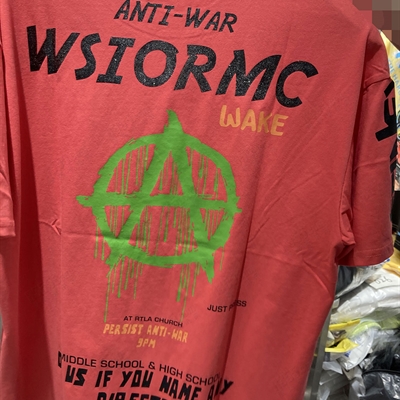 ANTI-WAR
WSIORMC
WAKE
JUST
AT RTLA CHURCH
PERSIST ANTI-WAR
9PM
MIDDLE SCHOOL & HIGH SCHOOL
US IF YOU NAME